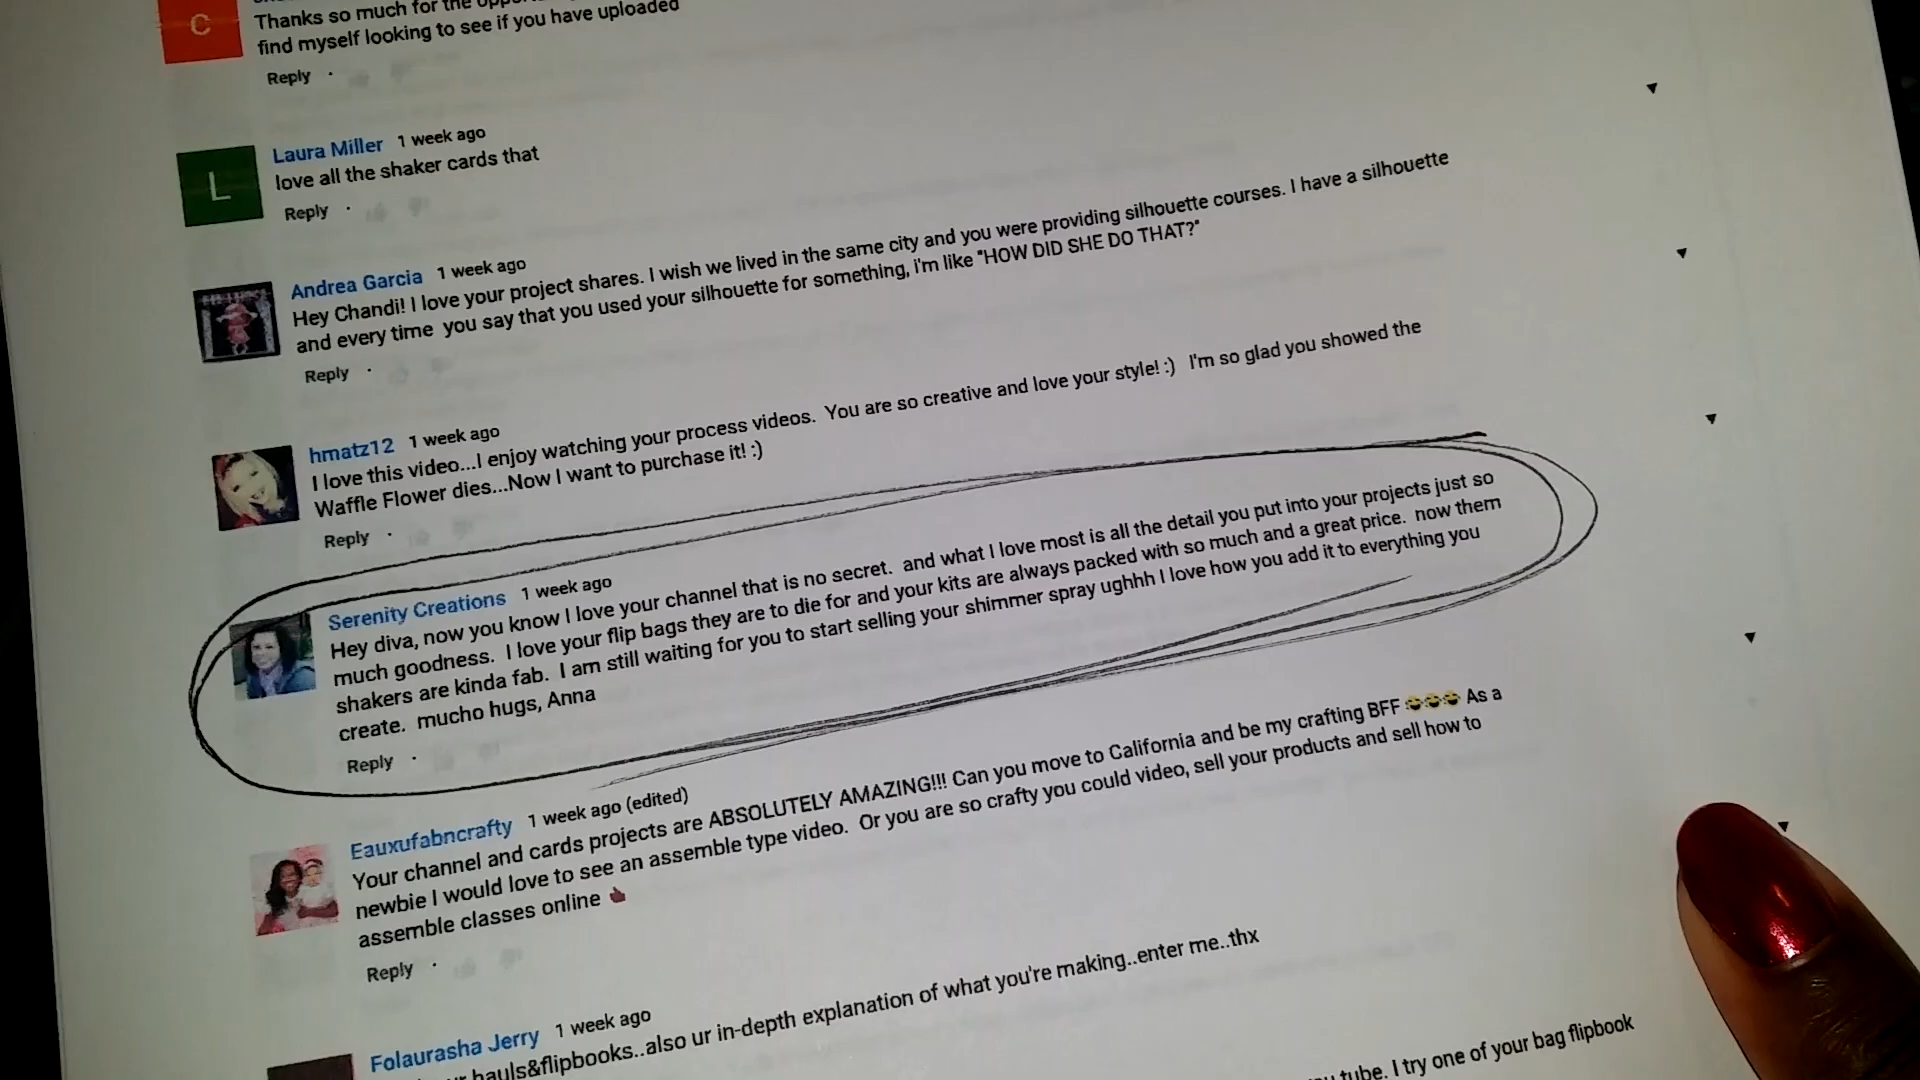 C
Thanks so much for the
find myself looking to see if you have uploaded
Reply ·
L
Laura Miller 1 week ago
love all the shaker cards that
Reply ·
Andrea Garcia 1 week ago
Hey Chandi! I love your project shares. I wish we lived in the same city and you were providing silhouette courses. I have a silhouette
and every time you say that you used your silhouette for something, i'm like "HOW DID SHE DO THAT?"
Reply ·
hmatz12 1 week ago
I love this video...I enjoy watching your process videos. You are so creative and love your style! :) I'm so glad you showed the
Waffle Flower dies...Now I want to purchase it! :)
Reply ·
Serenity Creations 1 week ago
Hey diva, now you know I love your channel that is no secret. and what I love most is all the detail you put into your projects just so
much goodness. I love your flip bags they are to die for and your kits are always packed with so much and a great price. now them
shakers are kinda fab. I am still waiting for you to start selling your shimmer spray ughhh I love how you add it to everything you
create. mucho hugs, Anna
Reply ·
Eauxufabncrafty 1 week ago (edited)
Your channel and cards projects are ABSOLUTELY AMAZING!!! Can you move to California and be my crafting BFF 😂😂😂 As a
newbie I would love to see an assemble type video. Or you are so crafty you could video, sell your products and sell how to
assemble classes online 👍
Reply ·
Folaurasha Jerry 1 week ago
hauls&flipbooks..also ur in-depth explanation of what you're making..enter me..thx
tube. I try one of your bag flipbook